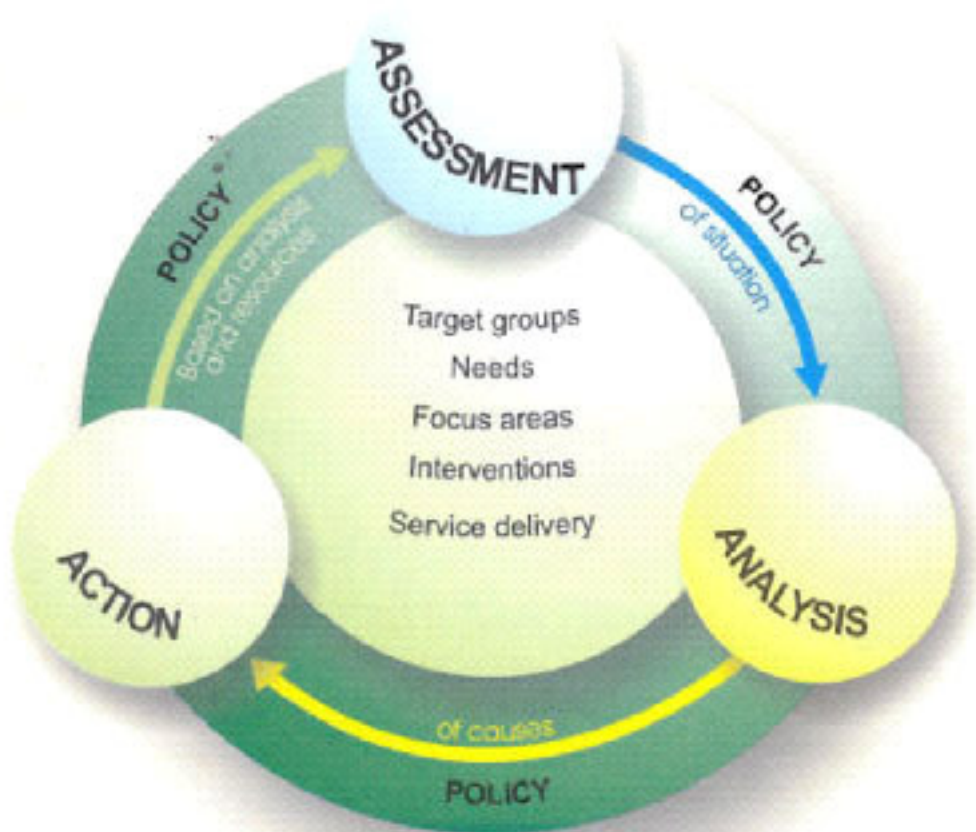 ASSESSMENT
POLICY
of situation
ANALYSIS
of causes
POLICY
ACTION
POLICY
Based on analysis
and resources
Target groups
Needs
Focus areas
Interventions
Service delivery